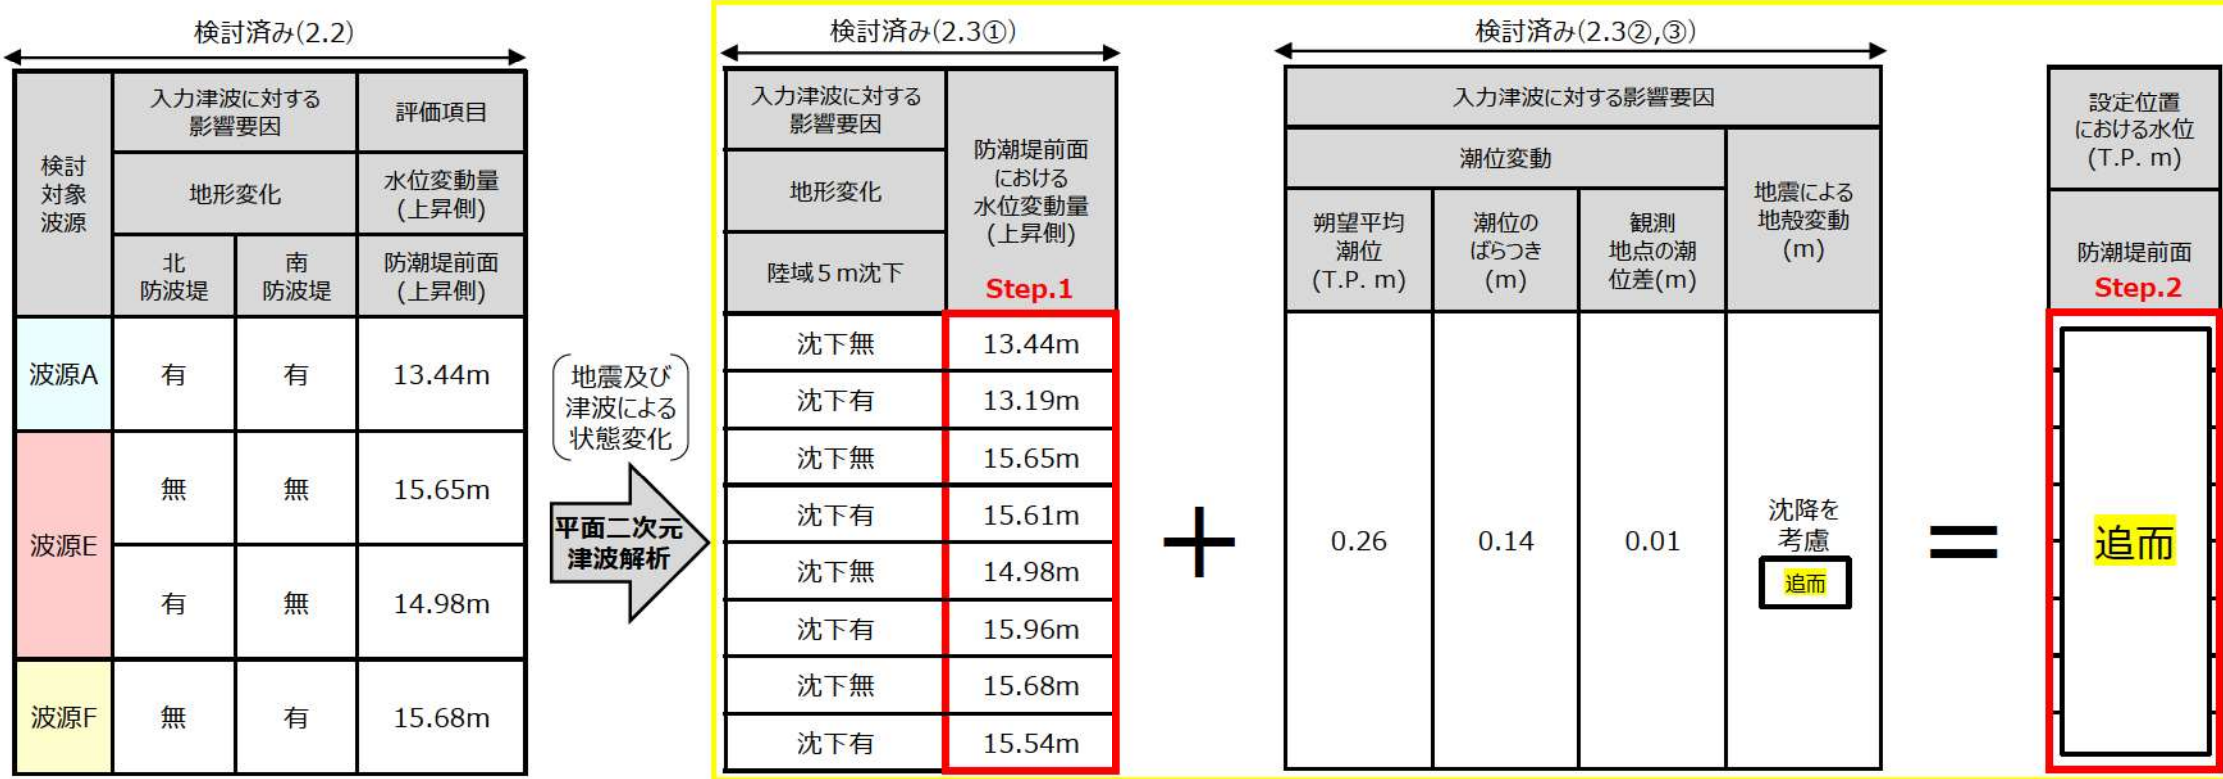 検討済み(2.2)
検討
対象
波源
入力津波に対する
影響要因
評価項目
地形変化
水位変動量
(上昇側)
北
防波堤
南
防波堤
防潮堤前面
(上昇側)
波源A
有
有
13.44m
波源E
無
無
15.65m
有
無
14.98m
波源F
無
有
15.68m
地震及び
津波による
状態変化
平面二次元
津波解析
検討済み(2.3①)
入力津波に対する
影響要因
地形変化
陸域5m沈下
防潮堤前面
における
水位変動量
(上昇側)
Step.1
沈下無
13.44m
沈下有
13.19m
沈下無
15.65m
沈下有
15.61m
沈下無
14.98m
沈下有
15.96m
沈下無
15.68m
沈下有
15.54m
+
検討済み(2.3②,③)
入力津波に対する影響要因
潮位変動
朔望平均
潮位
(T.P. m)
潮位の
ばらつき
(m)
観測
地点の潮
位差(m)
地震による
地殻変動
(m)
0.26
0.14
0.01
沈降を
考慮
追而
=
設定位置
における水位
(T.P. m)
防潮堤前面
Step.2
追而